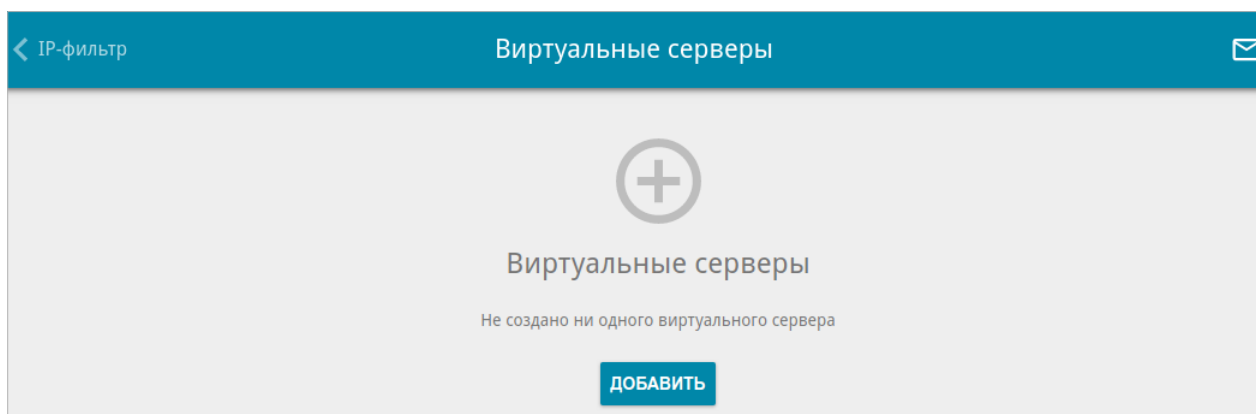 IP-фильтр
Виртуальные серверы
Виртуальные серверы
Не создано ни одного виртуального сервера
ДОБАВИТЬ